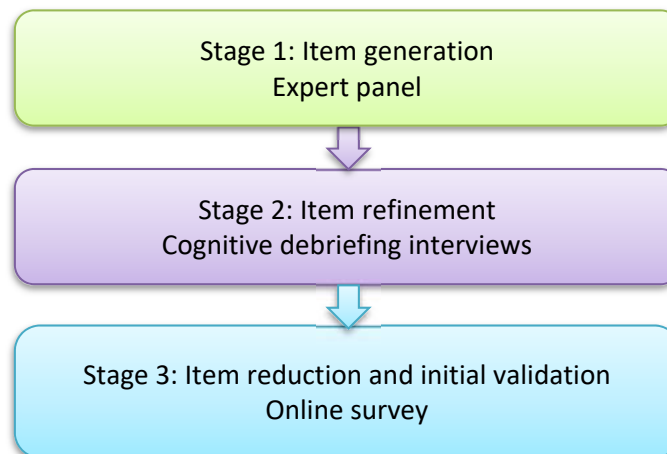 Stage 1: Item generation
Expert panel
Stage 2: Item refinement
Cognitive debriefing interviews
Stage 3: Item reduction and initial validation
Online survey